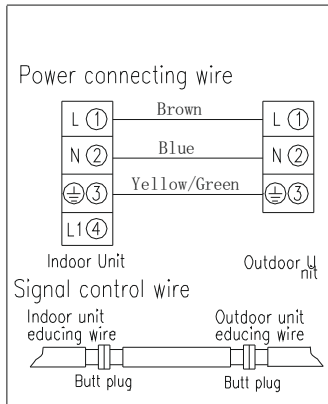 Power connecting wire
L ① Brown L ①
N ② Blue N ②
③ Yellow/Green ③
L1 ④
Indoor Unit
Outdoor U
nit
Signal control wire
Indoor unit Outdoor unit
educing wire educing wire
Butt plug Butt plug